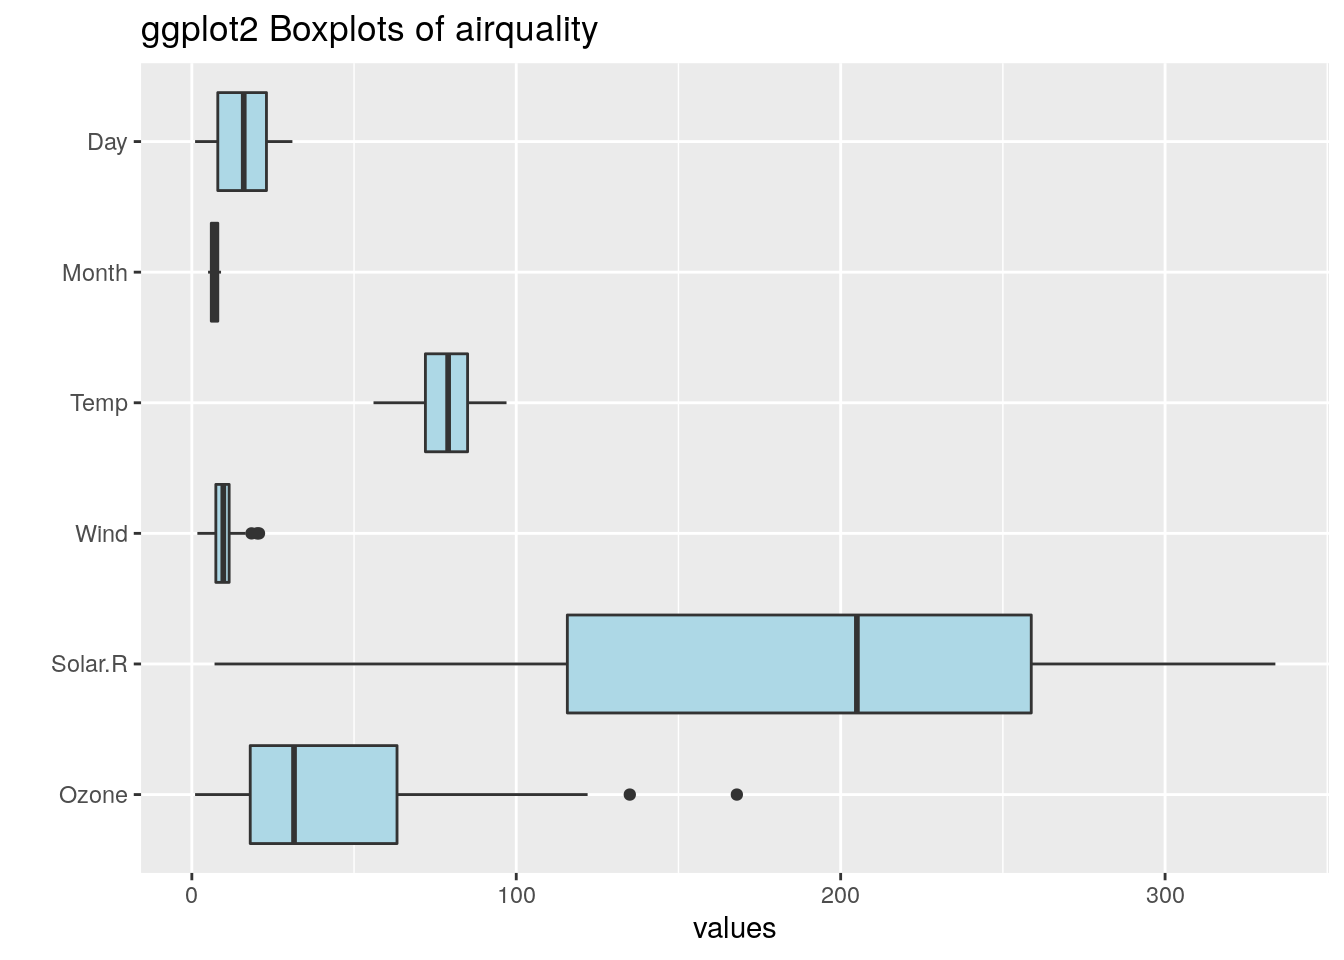 ggplot2 Boxplots of airquality
Day
Month
Temp
Wind
Solar.R
Ozone
0 100 200 300
values